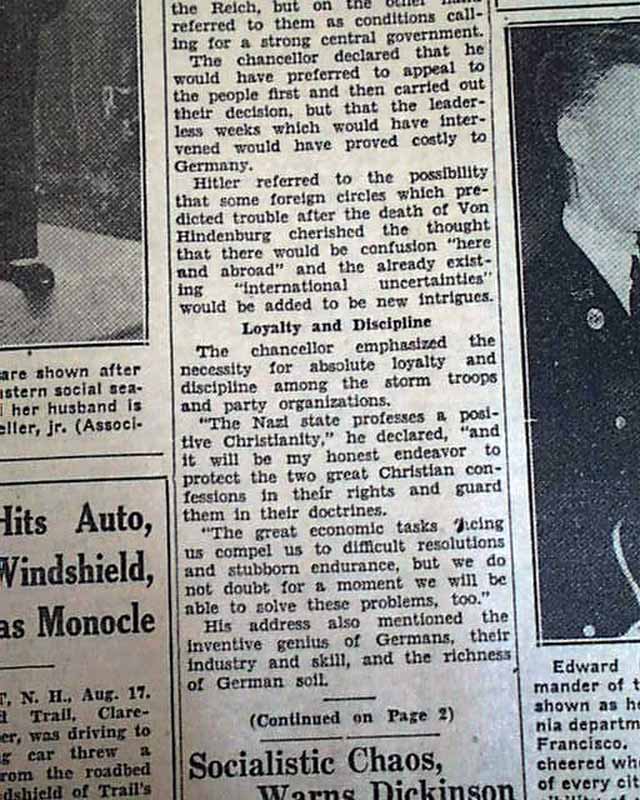 the Reich, but on the other hand
referred to them as conditions call-
ing for a strong central government.
The chancellor declared that he
would have preferred to appeal to
the people first and then carried out
their decision, but that the leader-
less weeks which would have inter-
vened would have proved costly to
Germany.
Hitler referred to the possibility
that some foreign circles which pre-
dicted trouble after the death of Von
Hindenburg cherished the thought
that there would be confusion "here
and abroad" and the already exist-
ing "international uncertainties"
would be added to be new intrigues.
Loyalty and Discipline
The chancellor emphasized the
necessity for absolute loyalty and
discipline among the storm troops
and party organizations.
"The Nazi state professes a posi-
tive Christianity," he declared, "and
it will be my honest endeavor to
protect the two great Christian con-
fessions in their rights and guard
them in their doctrines.
"The great economic tasks facing
us compel us to difficult resolutions
and stubborn endurance, but we do
not doubt for a moment we will be
able to solve these problems, too."
His address also mentioned the
inventive genius of Germans, their
industry and skill, and the richness
of German soil.
(Continued on Page 2)
Socialistic Chaos,
Warns Dickinson
are shown after
stern social sea-
her husband is
eller, jr. (Associ-
Hits Auto,
Windshield,
as Monocle
T, N. H., Aug. 17.
d Trail, Clare-
er, was driving to
g car threw a
rom the roadbed
dshield of Trail's
Edward
mander of t
shown as he
nia departm
Francisco.
cheered whe
of every cit